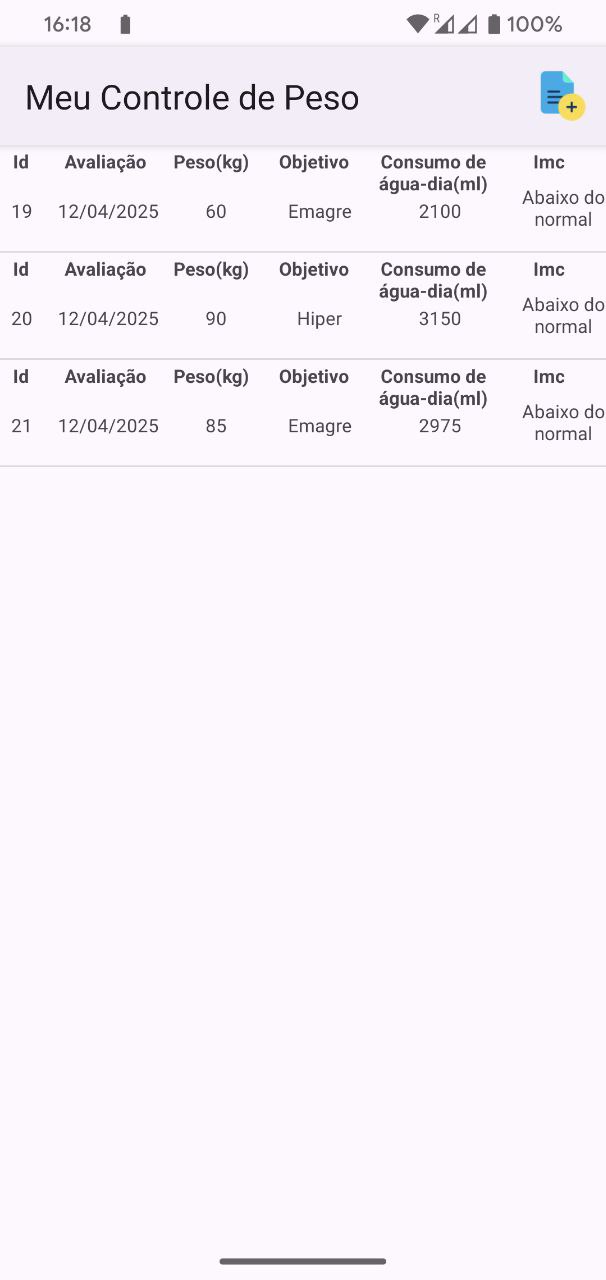 16:18 R 100%
Meu Controle de Peso
Id Avaliação Peso(kg) Objetivo Consumo de água-dia(ml) Imc
19 12/04/2025 60 Emagre 2100 Abaixo do normal
Id Avaliação Peso(kg) Objetivo Consumo de água-dia(ml) Imc
20 12/04/2025 90 Hiper 3150 Abaixo do normal
Id Avaliação Peso(kg) Objetivo Consumo de água-dia(ml) Imc
21 12/04/2025 85 Emagre 2975 Abaixo do normal